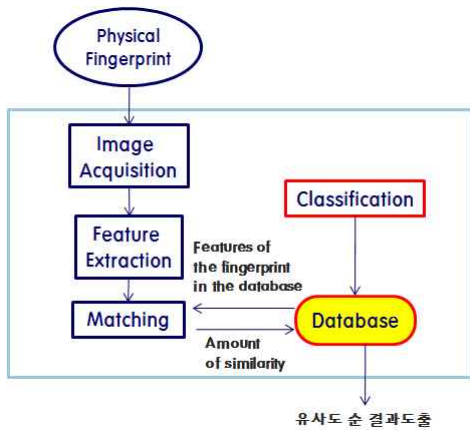 Physical
Fingerprint
Image
Acquisition
Feature
Extraction
Matching
Classification
Features of
the fingerprint
in the database
Database
Amount
of similarity
유사도 순 결과도출